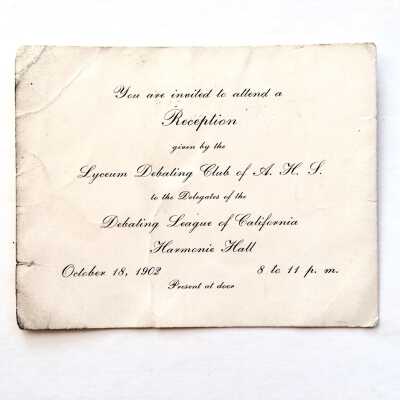 You are invited to attend a
Reception
given by the
Lyceum Debating Club of A. H. S.
to the Delegates of the
Debating League of California
Harmonie Hall
October 18, 1902 8 to 11 p. m.
Present at door